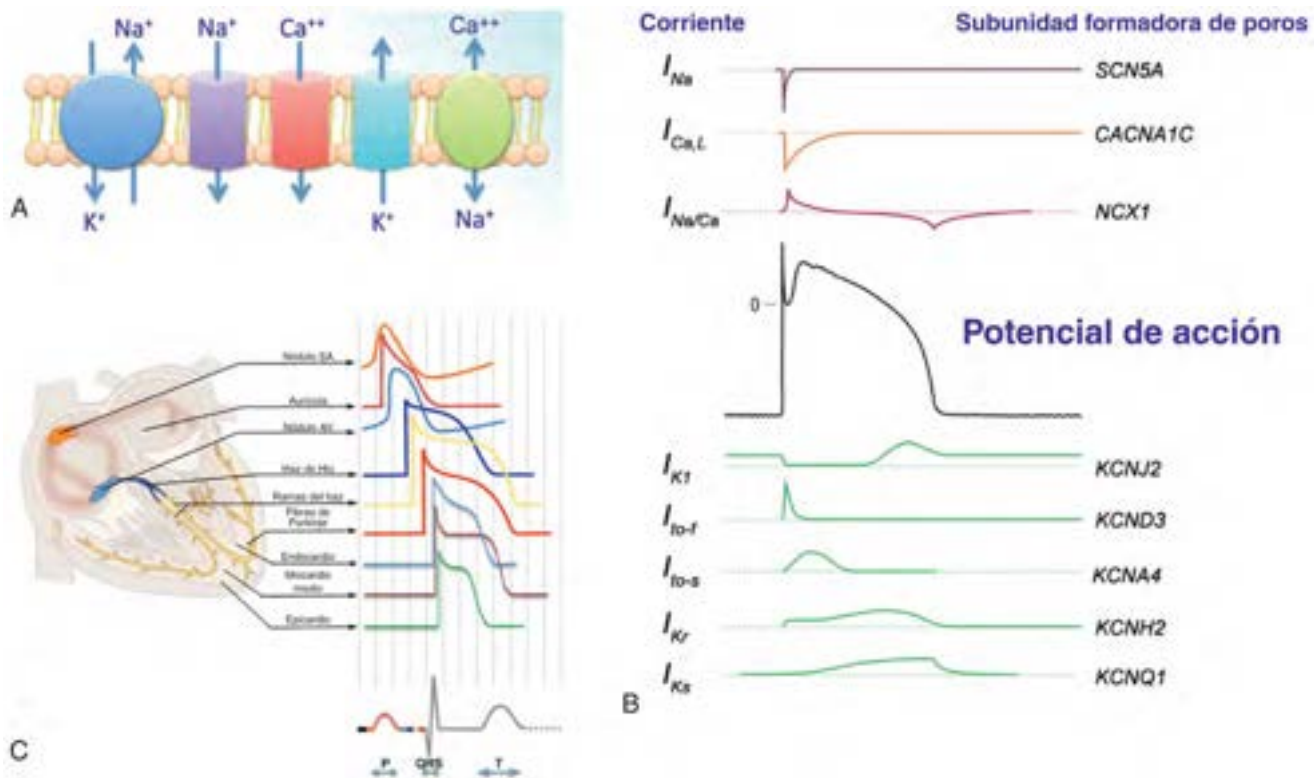 Na⁺ Na⁺ Ca⁺⁺ Ca⁺⁺
K⁺ K⁺ Na⁺
A
Corriente Subunidad formadora de poros
I_Na SCN5A
I_Ca,L CACNA1C
I_Na/Ca NCX1
0
Potencial de acción
I_K1 KCNJ2
I_to-f KCND3
I_to-s KCNA4
I_Kr KCNH2
I_Ks KCNQ1
B
Nódulo SA
Aurícula
Nódulo AV
Haz de His
Ramas del haz
Fibras de
Purkinje
Endocardio
Miocardio
medio
Epicardio
P QRS T
C